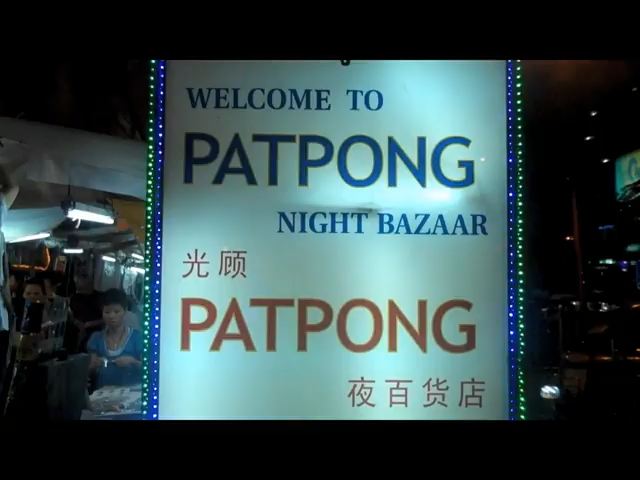 WELCOME TO
PATPONG
NIGHT BAZAAR
光顾
PATPONG
夜百货店